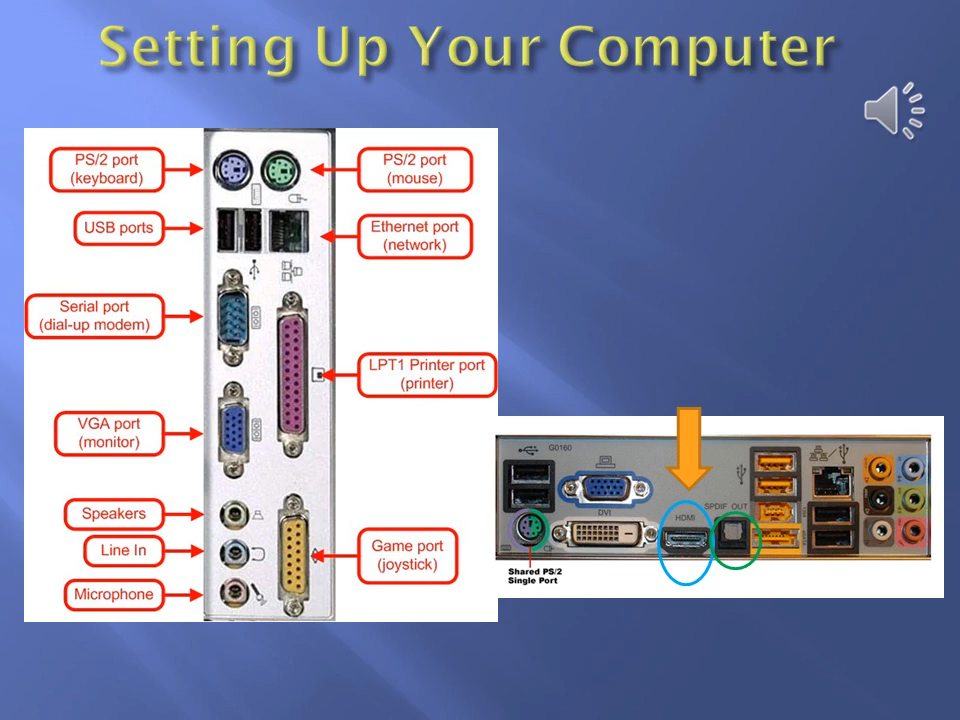 Setting Up Your Computer
PS/2 port
(keyboard)
PS/2 port
(mouse)
USB ports
Ethernet port
(network)
Serial port
(dial-up modem)
LPT1 Printer port
(printer)
VGA port
(monitor)
Speakers
Line In
Microphone
Game port
(joystick)
G0160
DVI
HDMI
SPDIF OUT
Shared PS/2
Single Port